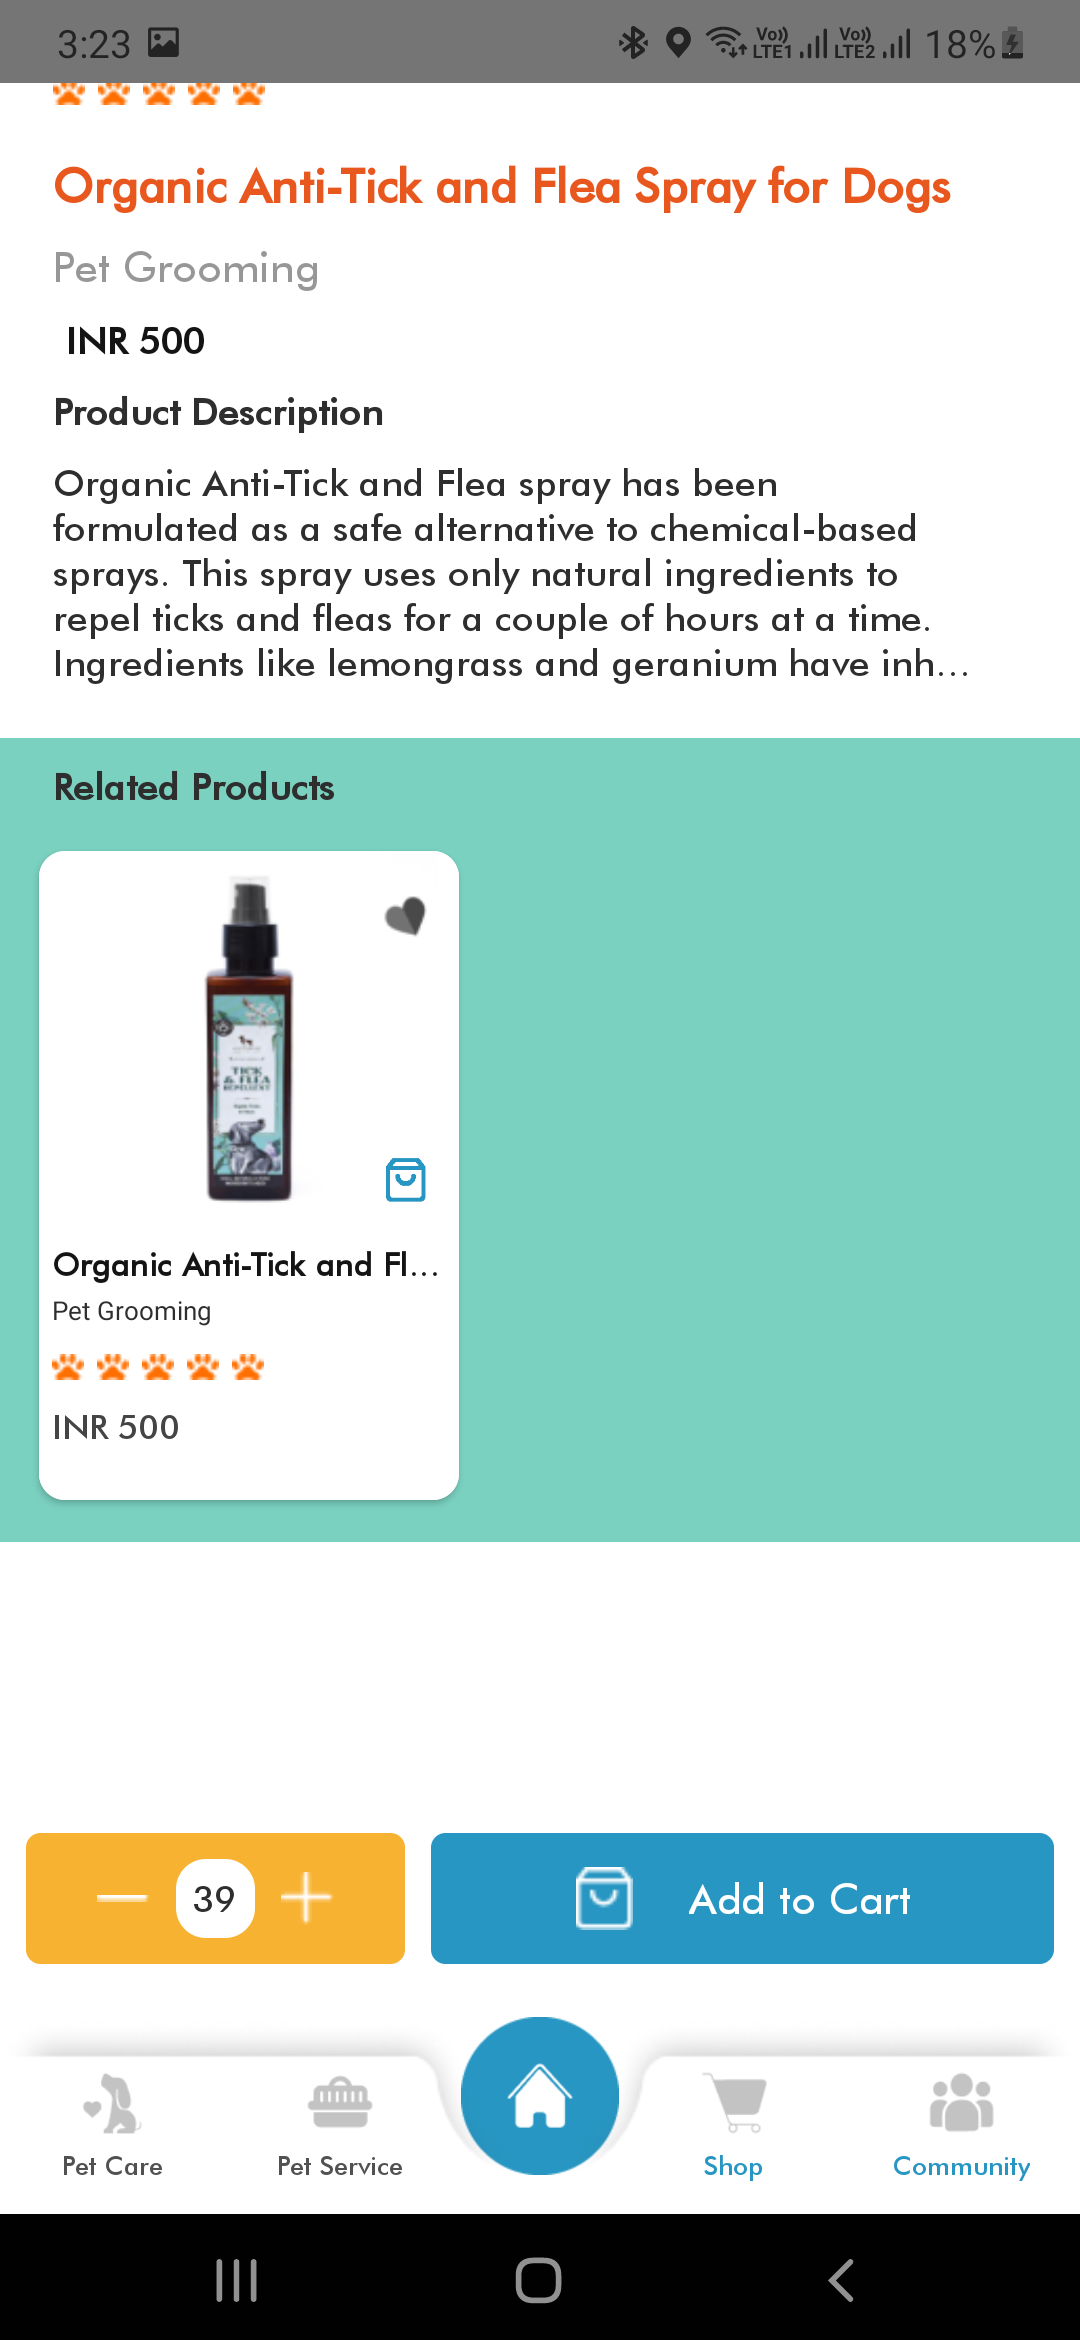 3:23
Vo)) LTE1 Vo)) LTE2 18%
Organic Anti-Tick and Flea Spray for Dogs
Pet Grooming
INR 500
Product Description
Organic Anti-Tick and Flea spray has been
formulated as a safe alternative to chemical-based
sprays. This spray uses only natural ingredients to
repel ticks and fleas for a couple of hours at a time.
Ingredients like lemongrass and geranium have inh...
Related Products
TICK
& FLEA
REPELLENT
Organic Anti-Tick and Fl...
Pet Grooming
INR 500
39
Add to Cart
Pet Care
Pet Service
Shop
Community